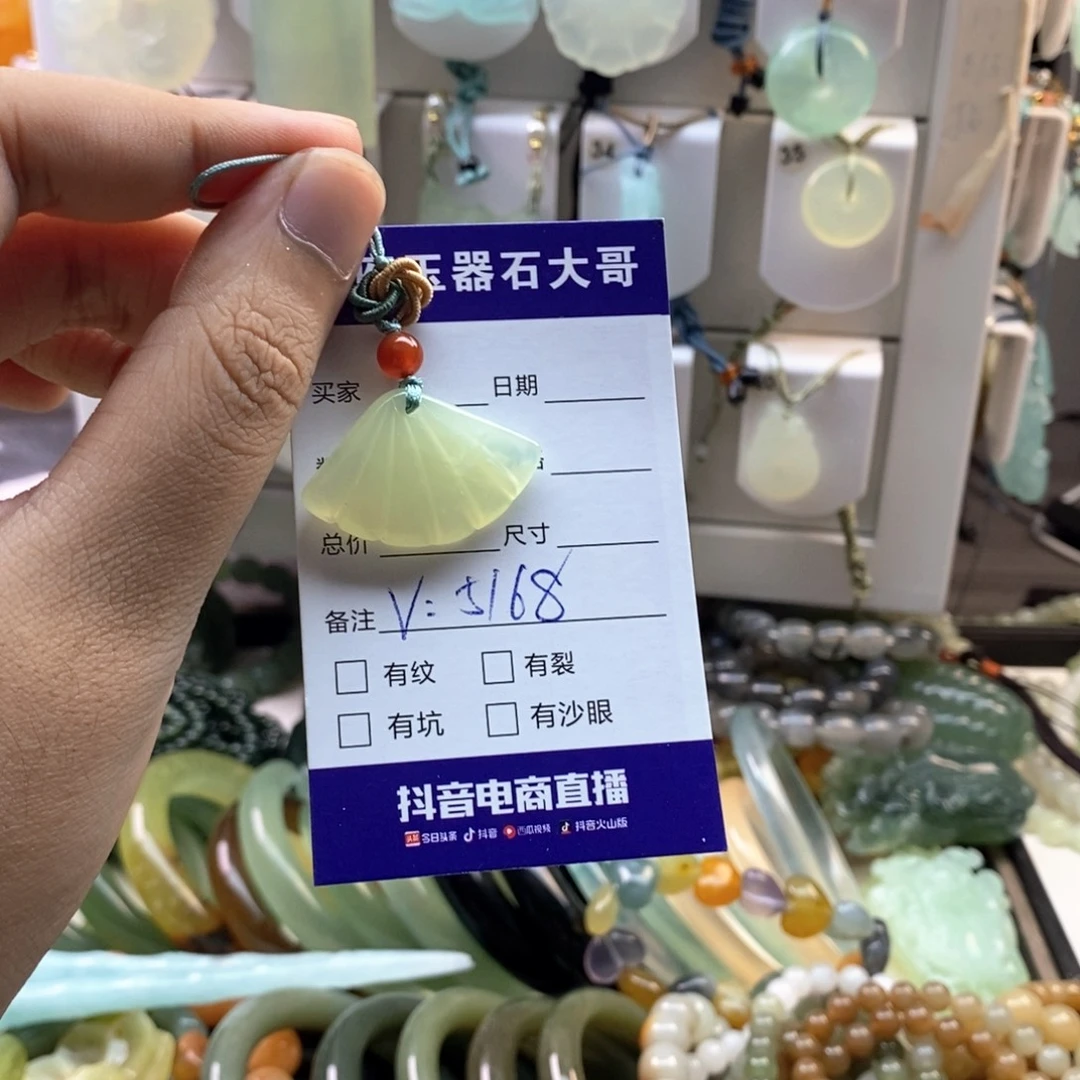 玉器石大哥
买家 日期
总价 尺寸
备注 V: 5168
有纹 有裂
有坑 有沙眼
抖音电商直播
今日头条 抖音 西瓜视频 抖音火山版
34
35